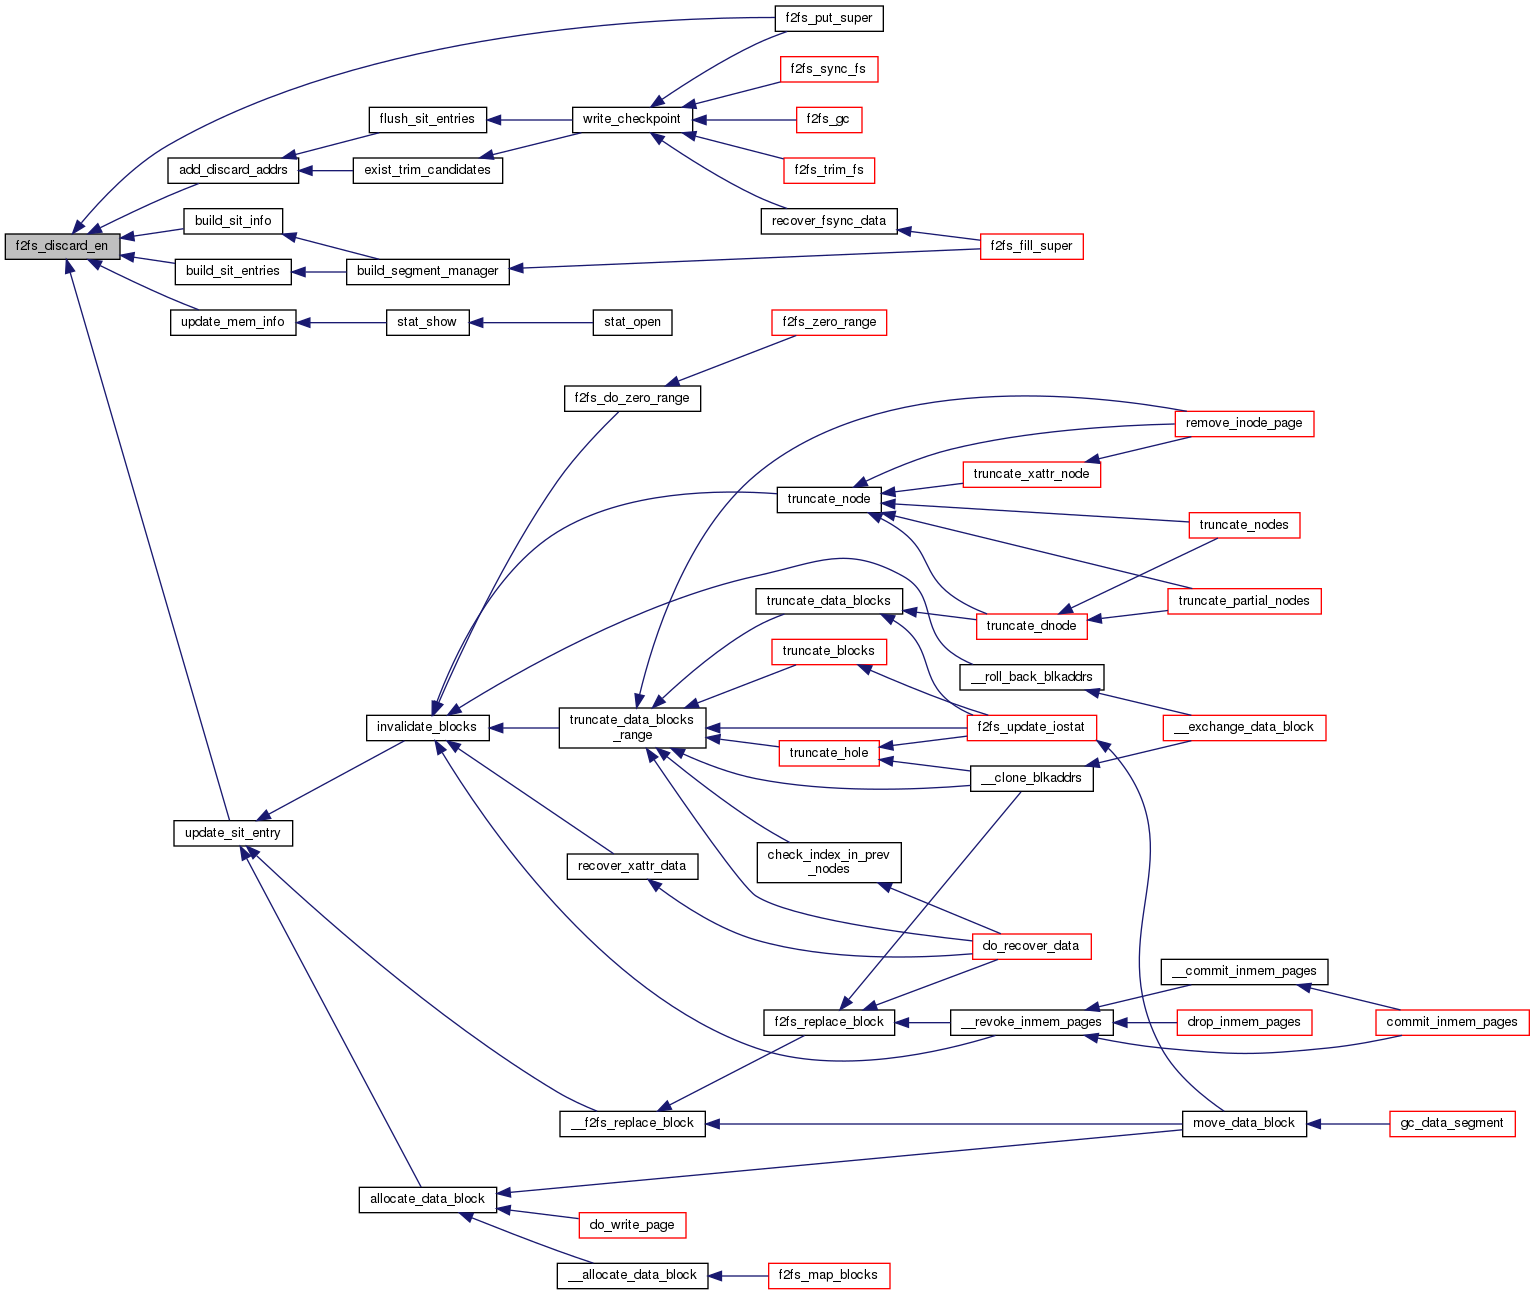 f2fs_put_super
f2fs_sync_fs
flush_sit_entries
write_checkpoint
f2fs_gc
add_discard_addrs
exist_trim_candidates
f2fs_trim_fs
build_sit_info
recover_fsync_data
f2fs_discard_en
f2fs_fill_super
build_sit_entries
build_segment_manager
update_mem_info
stat_show
stat_open
f2fs_zero_range
f2fs_do_zero_range
remove_inode_page
truncate_xattr_node
truncate_node
truncate_nodes
truncate_data_blocks
truncate_partial_nodes
truncate_dnode
truncate_blocks
__roll_back_blkaddrs
invalidate_blocks
truncate_data_blocks
_range
f2fs_update_iostat
__exchange_data_block
truncate_hole
__clone_blkaddrs
update_sit_entry
check_index_in_prev
_nodes
recover_xattr_data
do_recover_data
__commit_inmem_pages
f2fs_replace_block
__revoke_inmem_pages
drop_inmem_pages
commit_inmem_pages
__f2fs_replace_block
move_data_block
gc_data_segment
allocate_data_block
do_write_page
__allocate_data_block
f2fs_map_blocks